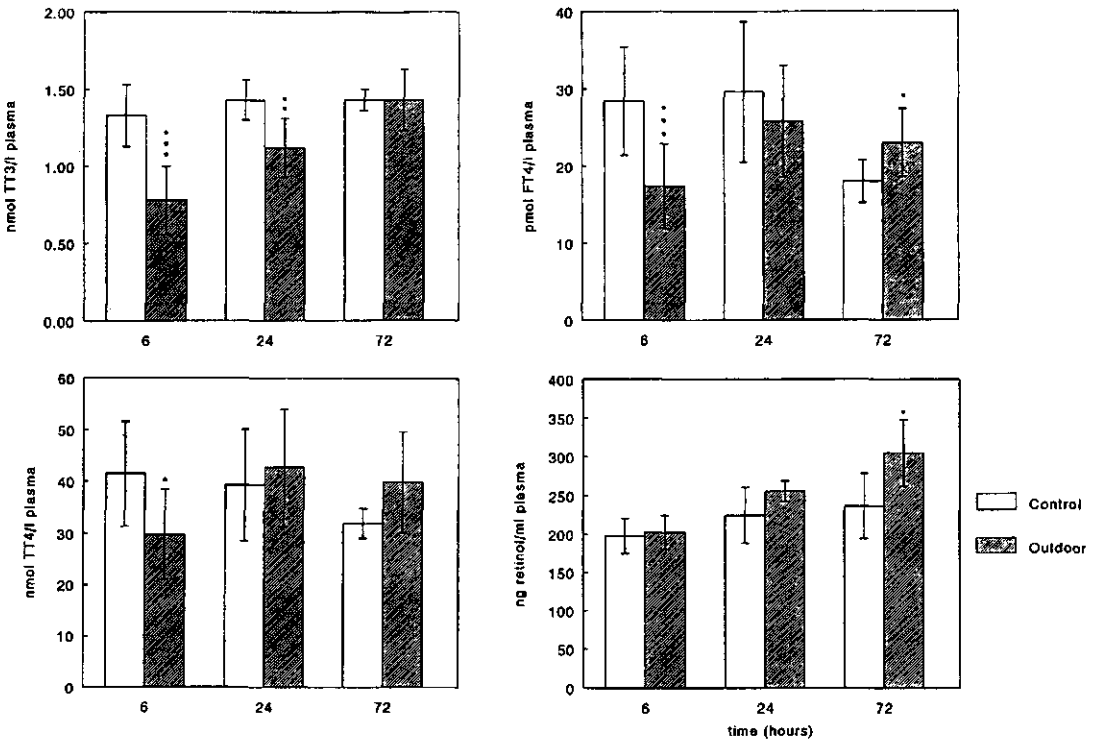 2.00
1.50
1.00
0.50
0.00
nmol TT3/l plasma
6 24 72
40
30
20
10
0
pmol FT4/l plasma
6 24 72
60
50
40
30
20
10
0
nmol TT4/l plasma
6 24 72
400
350
300
250
200
150
100
50
0
ng retinol/ml plasma
6 24 72
time (hours)
Control
Outdoor